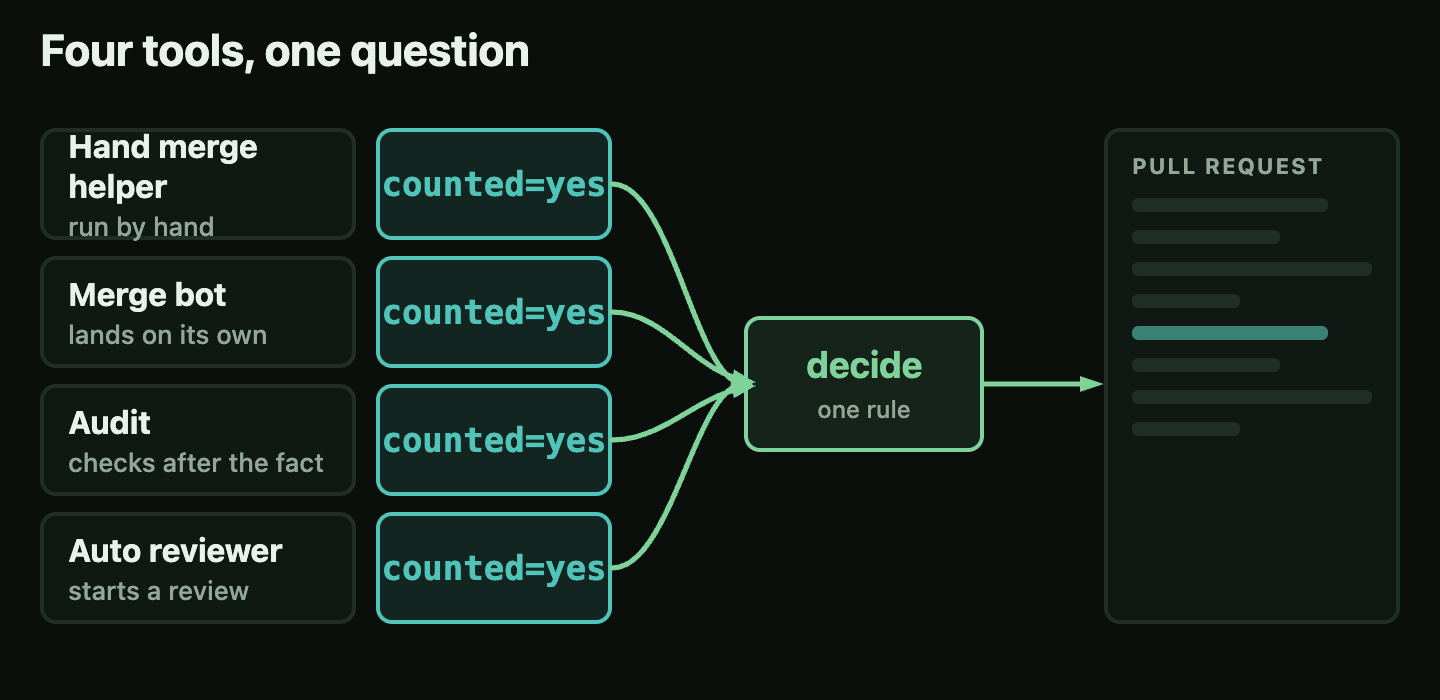 Four tools, one question
Hand merge
helper
run by hand
counted=yes
Merge bot
lands on its own
counted=yes
Audit
checks after the fact
counted=yes
Auto reviewer
starts a review
counted=yes
decide
one rule
PULL REQUEST